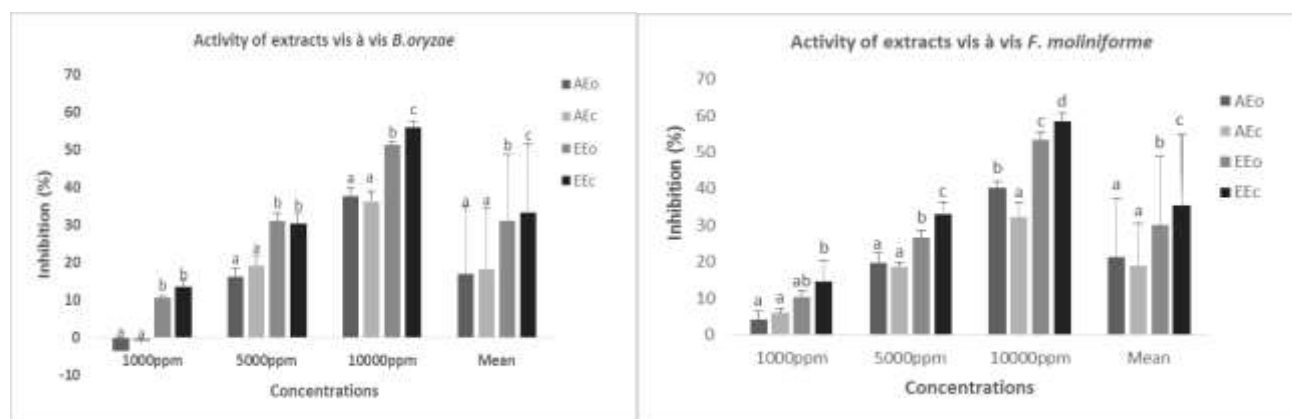 Activity of extracts vis à vis B.oryzae
70
60
50
40
30
20
10
0
-10
Inhibition (%)
a a b b
a a b b
a a b c
a a b c
1000ppm 5000ppm 10000ppm Mean
Concentrations
AEo
AEc
EEo
EEc
Activity of extracts vis à vis F. moliniforme
70
60
50
40
30
20
10
0
Inhibition (%)
a a ab b
a a b c
b a c d
a a b c
1000ppm 5000ppm 10000ppm Mean
Concentrations
AEo
AEc
EEo
EEc